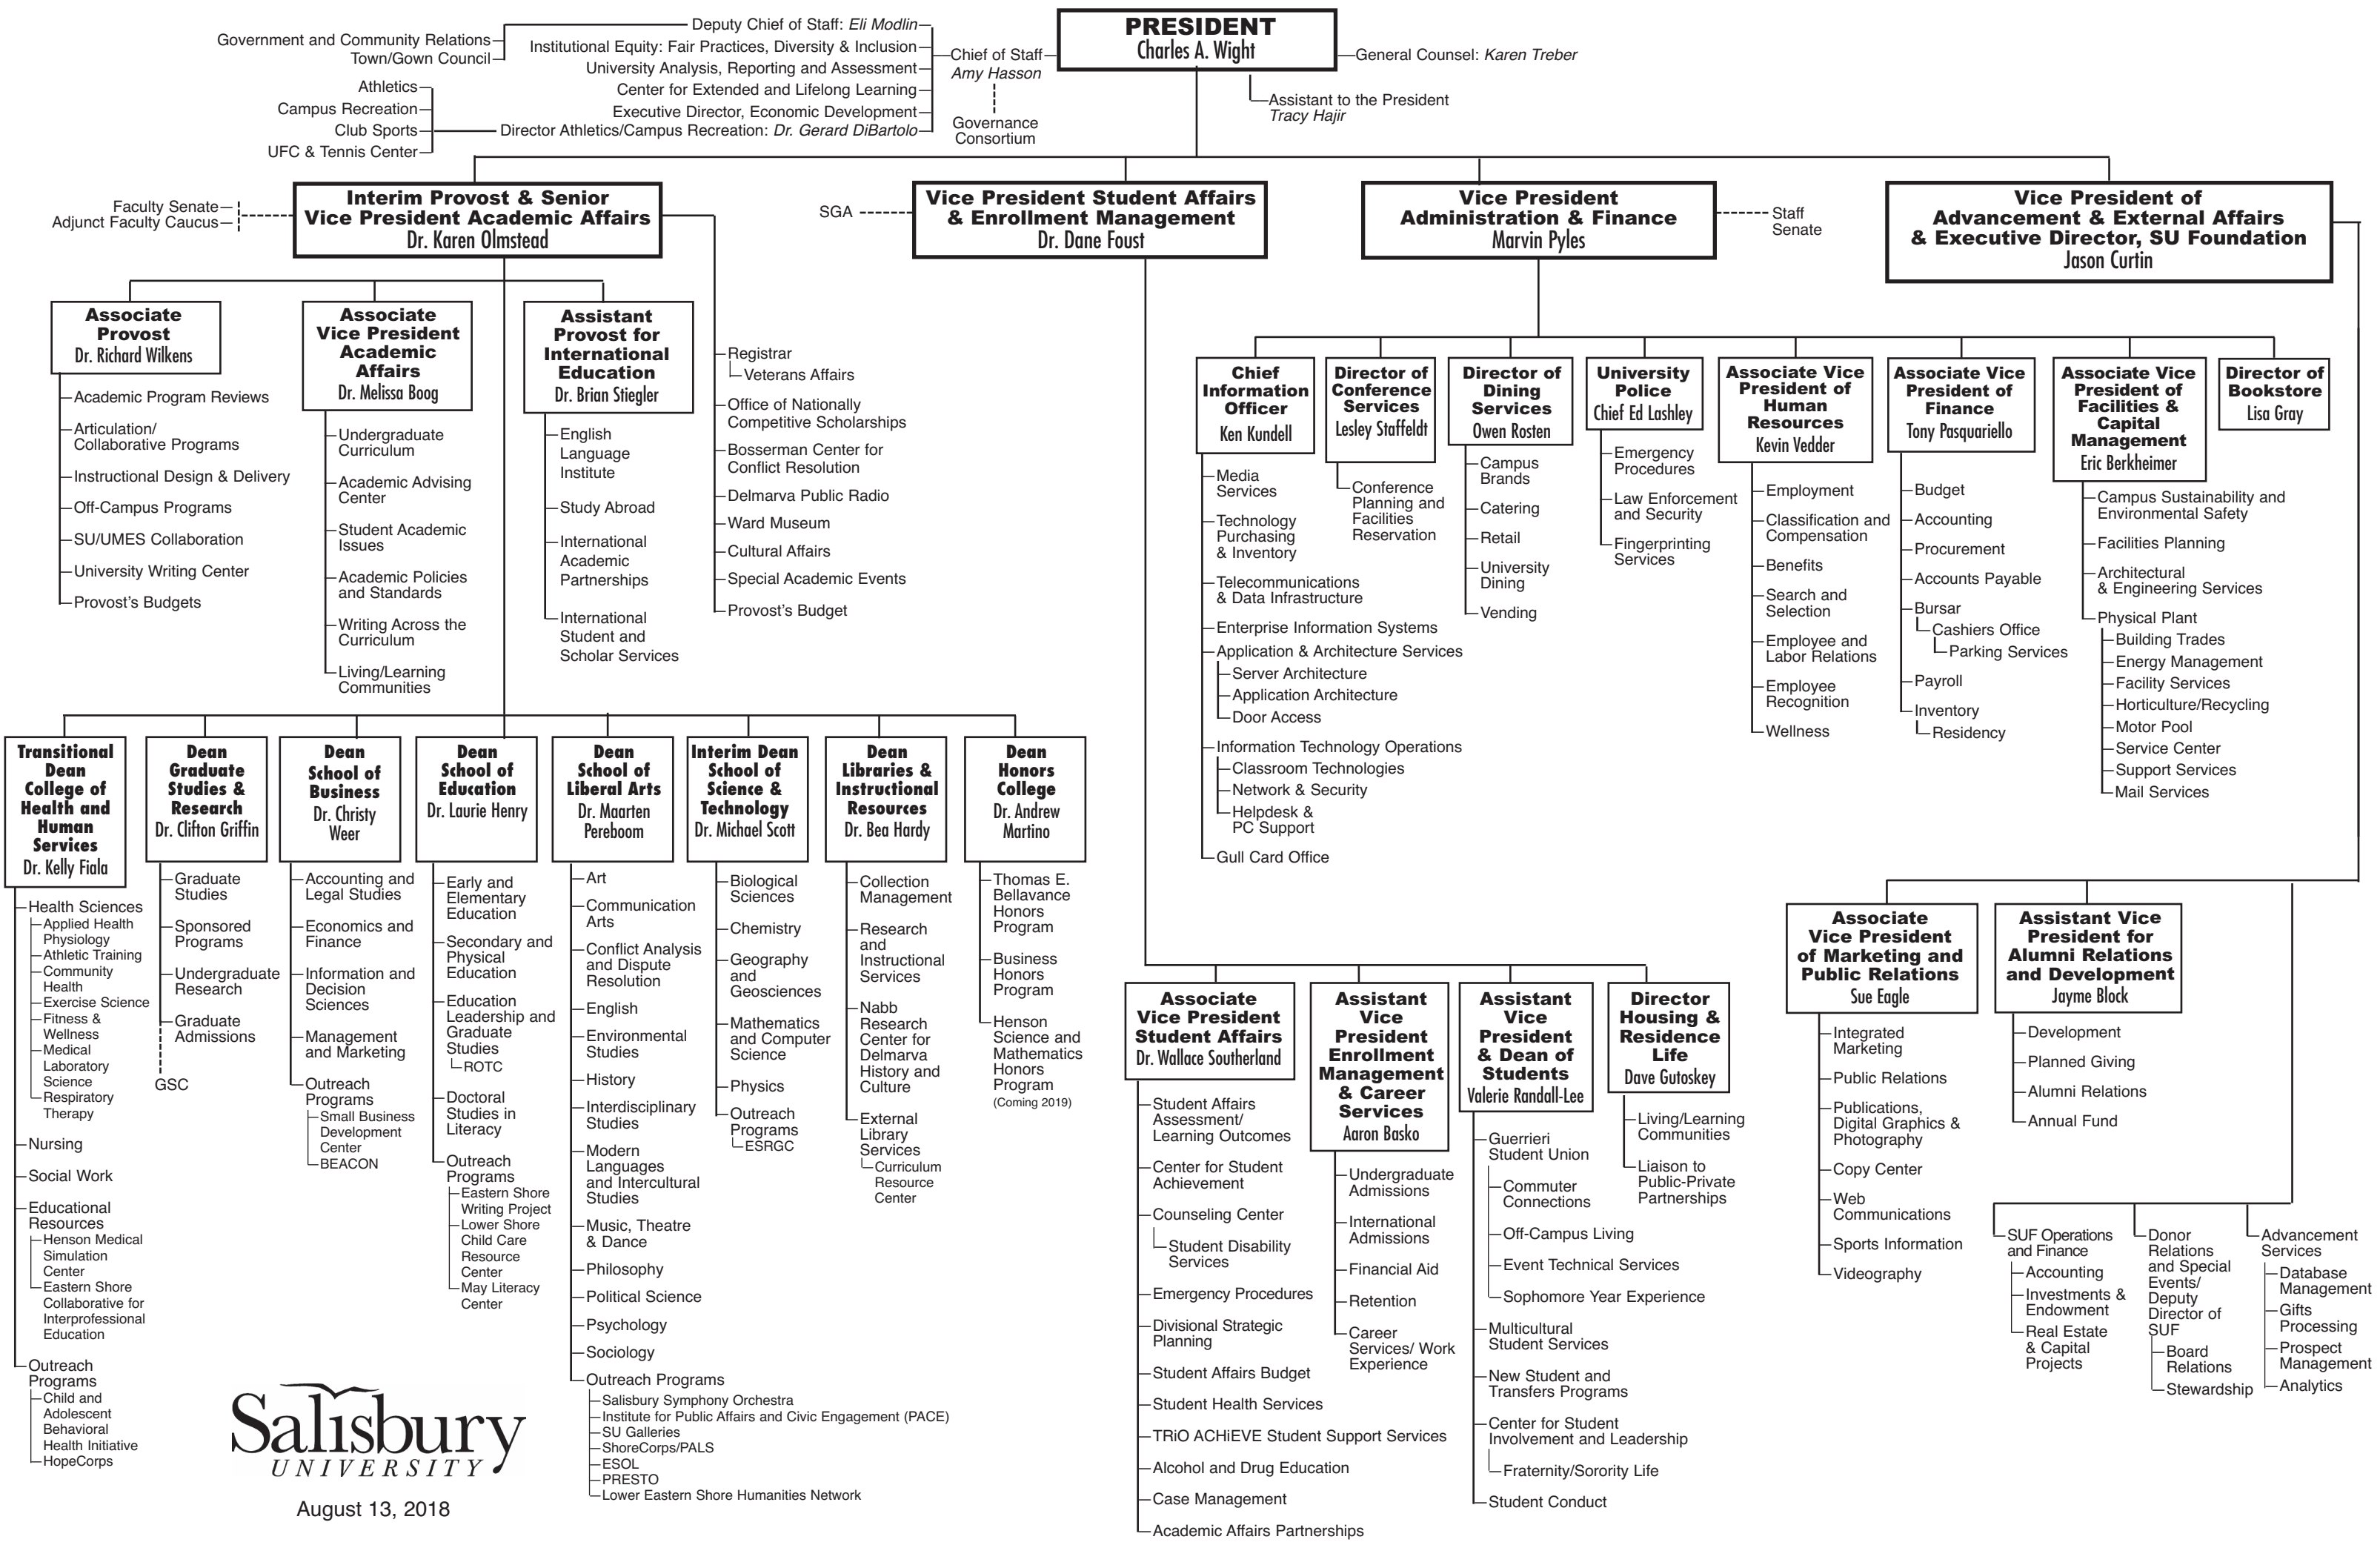 PRESIDENT
Charles A. Wight
Deputy Chief of Staff: Eli Modlin
Government and Community Relations
Town/Gown Council
Institutional Equity: Fair Practices, Diversity & Inclusion
University Analysis, Reporting and Assessment
Center for Extended and Lifelong Learning
Executive Director, Economic Development
Director Athletics/Campus Recreation: Dr. Gerard DiBartolo
Athletics
Campus Recreation
Club Sports
UFC & Tennis Center
Chief of Staff
Amy Hasson
Governance
Consortium
General Counsel: Karen Treber
Assistant to the President
Tracy Hajir
Faculty Senate
Adjunct Faculty Caucus
Interim Provost & Senior
Vice President Academic Affairs
Dr. Karen Olmstead
SGA
Vice President Student Affairs
& Enrollment Management
Dr. Dane Foust
Vice President
Administration & Finance
Marvin Pyles
Staff
Senate
Vice President of
Advancement & External Affairs
& Executive Director, SU Foundation
Jason Curtin
Associate
Provost
Dr. Richard Wilkens
Academic Program Reviews
Articulation/
Collaborative Programs
Instructional Design & Delivery
Off-Campus Programs
SU/UMES Collaboration
University Writing Center
Provost's Budgets
Associate
Vice President
Academic
Affairs
Dr. Melissa Boog
Undergraduate
Curriculum
Academic Advising
Center
Student Academic
Issues
Academic Policies
and Standards
Writing Across the
Curriculum
Living/Learning
Communities
Assistant
Provost for
International
Education
Dr. Brian Stiegler
English
Language
Institute
Study Abroad
International
Academic
Partnerships
International
Student and
Scholar Services
Registrar
Veterans Affairs
Office of Nationally
Competitive Scholarships
Bosserman Center for
Conflict Resolution
Delmarva Public Radio
Ward Museum
Cultural Affairs
Special Academic Events
Provost's Budget
Chief
Information
Officer
Ken Kundell
Media
Services
Technology
Purchasing
& Inventory
Telecommunications
& Data Infrastructure
Enterprise Information Systems
Application & Architecture Services
Server Architecture
Application Architecture
Door Access
Information Technology Operations
Classroom Technologies
Network & Security
Helpdesk &
PC Support
Gull Card Office
Director of
Conference
Services
Lesley Staffeldt
Conference
Planning and
Facilities
Reservation
Director of
Dining
Services
Owen Rosten
Campus
Brands
Catering
Retail
University
Dining
Vending
University
Police
Chief Ed Lashley
Emergency
Procedures
Law Enforcement
and Security
Fingerprinting
Services
Associate Vice
President of
Human
Resources
Kevin Vedder
Employment
Classification and
Compensation
Benefits
Search and
Selection
Employee and
Labor Relations
Employee
Recognition
Wellness
Associate Vice
President of
Finance
Tony Pasquariello
Budget
Accounting
Procurement
Accounts Payable
Bursar
Cashiers Office
Parking Services
Payroll
Inventory
Residency
Associate Vice
President of
Facilities &
Capital
Management
Eric Berkheimer
Campus Sustainability and
Environmental Safety
Facilities Planning
Architectural
& Engineering Services
Physical Plant
Building Trades
Energy Management
Facility Services
Horticulture/Recycling
Motor Pool
Service Center
Support Services
Mail Services
Director of
Bookstore
Lisa Gray
Transitional
Dean
College of
Health and
Human
Services
Dr. Kelly Fiala
Health Sciences
Applied Health
Physiology
Athletic Training
Community
Health
Exercise Science
Fitness &
Wellness
Medical
Laboratory
Science
Respiratory
Therapy
Nursing
Social Work
Educational
Resources
Henson Medical
Simulation
Center
Eastern Shore
Collaborative for
Interprofessional
Education
Outreach
Programs
Child and
Adolescent
Behavioral
Health Initiative
HopeCorps
Dean
Graduate
Studies &
Research
Dr. Clifton Griffin
Graduate
Studies
Sponsored
Programs
Undergraduate
Research
Graduate
Admissions
GSC
Dean
School of
Business
Dr. Christy
Weer
Accounting and
Legal Studies
Economics and
Finance
Information and
Decision
Sciences
Management
and Marketing
Outreach
Programs
Small Business
Development
Center
BEACON
Dean
School of
Education
Dr. Laurie Henry
Early and
Elementary
Education
Secondary and
Physical
Education
Education
Leadership and
Graduate
Studies
ROTC
Doctoral
Studies in
Literacy
Outreach
Programs
Eastern Shore
Writing Project
Lower Shore
Child Care
Resource
Center
May Literacy
Center
Dean
School of
Liberal Arts
Dr. Maarten
Pereboom
Art
Communication
Arts
Conflict Analysis
and Dispute
Resolution
English
Environmental
Studies
History
Interdisciplinary
Studies
Modern
Languages
and Intercultural
Studies
Music, Theatre
& Dance
Philosophy
Political Science
Psychology
Sociology
Outreach Programs
Salisbury Symphony Orchestra
Institute for Public Affairs and Civic Engagement (PACE)
SU Galleries
ShoreCorps/PALS
ESOL
PRESTO
Lower Eastern Shore Humanities Network
Interim Dean
School of
Science &
Technology
Dr. Michael Scott
Biological
Sciences
Chemistry
Geography
and
Geosciences
Mathematics
and Computer
Science
Physics
Outreach
Programs
ESRGC
Dean
Libraries &
Instructional
Resources
Dr. Bea Hardy
Collection
Management
Research
and
Instructional
Services
Nabb
Research
Center for
Delmarva
History and
Culture
External
Library
Services
Curriculum
Resource
Center
Dean
Honors
College
Dr. Andrew
Martino
Thomas E.
Bellavance
Honors
Program
Business
Honors
Program
Henson
Science and
Mathematics
Honors
Program
(Coming 2019)
Associate
Vice President
Student Affairs
Dr. Wallace Southerland
Student Affairs
Assessment/
Learning Outcomes
Center for Student
Achievement
Counseling Center
Student Disability
Services
Emergency Procedures
Divisional Strategic
Planning
Student Affairs Budget
Student Health Services
TRiO ACHiEVE Student Support Services
Alcohol and Drug Education
Case Management
Academic Affairs Partnerships
Assistant
Vice
President
Enrollment
Management
& Career
Services
Aaron Basko
Undergraduate
Admissions
International
Admissions
Financial Aid
Retention
Career
Services/ Work
Experience
Assistant
Vice
President
& Dean of
Students
Valerie Randall-Lee
Guerrieri
Student Union
Commuter
Connections
Off-Campus Living
Event Technical Services
Sophomore Year Experience
Multicultural
Student Services
New Student and
Transfers Programs
Center for Student
Involvement and Leadership
Fraternity/Sorority Life
Student Conduct
Director
Housing &
Residence
Life
Dave Gutoskey
Living/Learning
Communities
Liaison to
Public-Private
Partnerships
Associate
Vice President
of Marketing and
Public Relations
Sue Eagle
Integrated
Marketing
Public Relations
Publications,
Digital Graphics &
Photography
Copy Center
Web
Communications
Sports Information
Videography
Assistant Vice
President for
Alumni Relations
and Development
Jayme Block
Development
Planned Giving
Alumni Relations
Annual Fund
SUF Operations
and Finance
Accounting
Investments &
Endowment
Real Estate
& Capital
Projects
Donor
Relations
and Special
Events/
Deputy
Director of
SUF
Board
Relations
Stewardship
Advancement
Services
Database
Management
Gifts
Processing
Prospect
Management
Analytics
Salisbury
UNIVERSITY
August 13, 2018